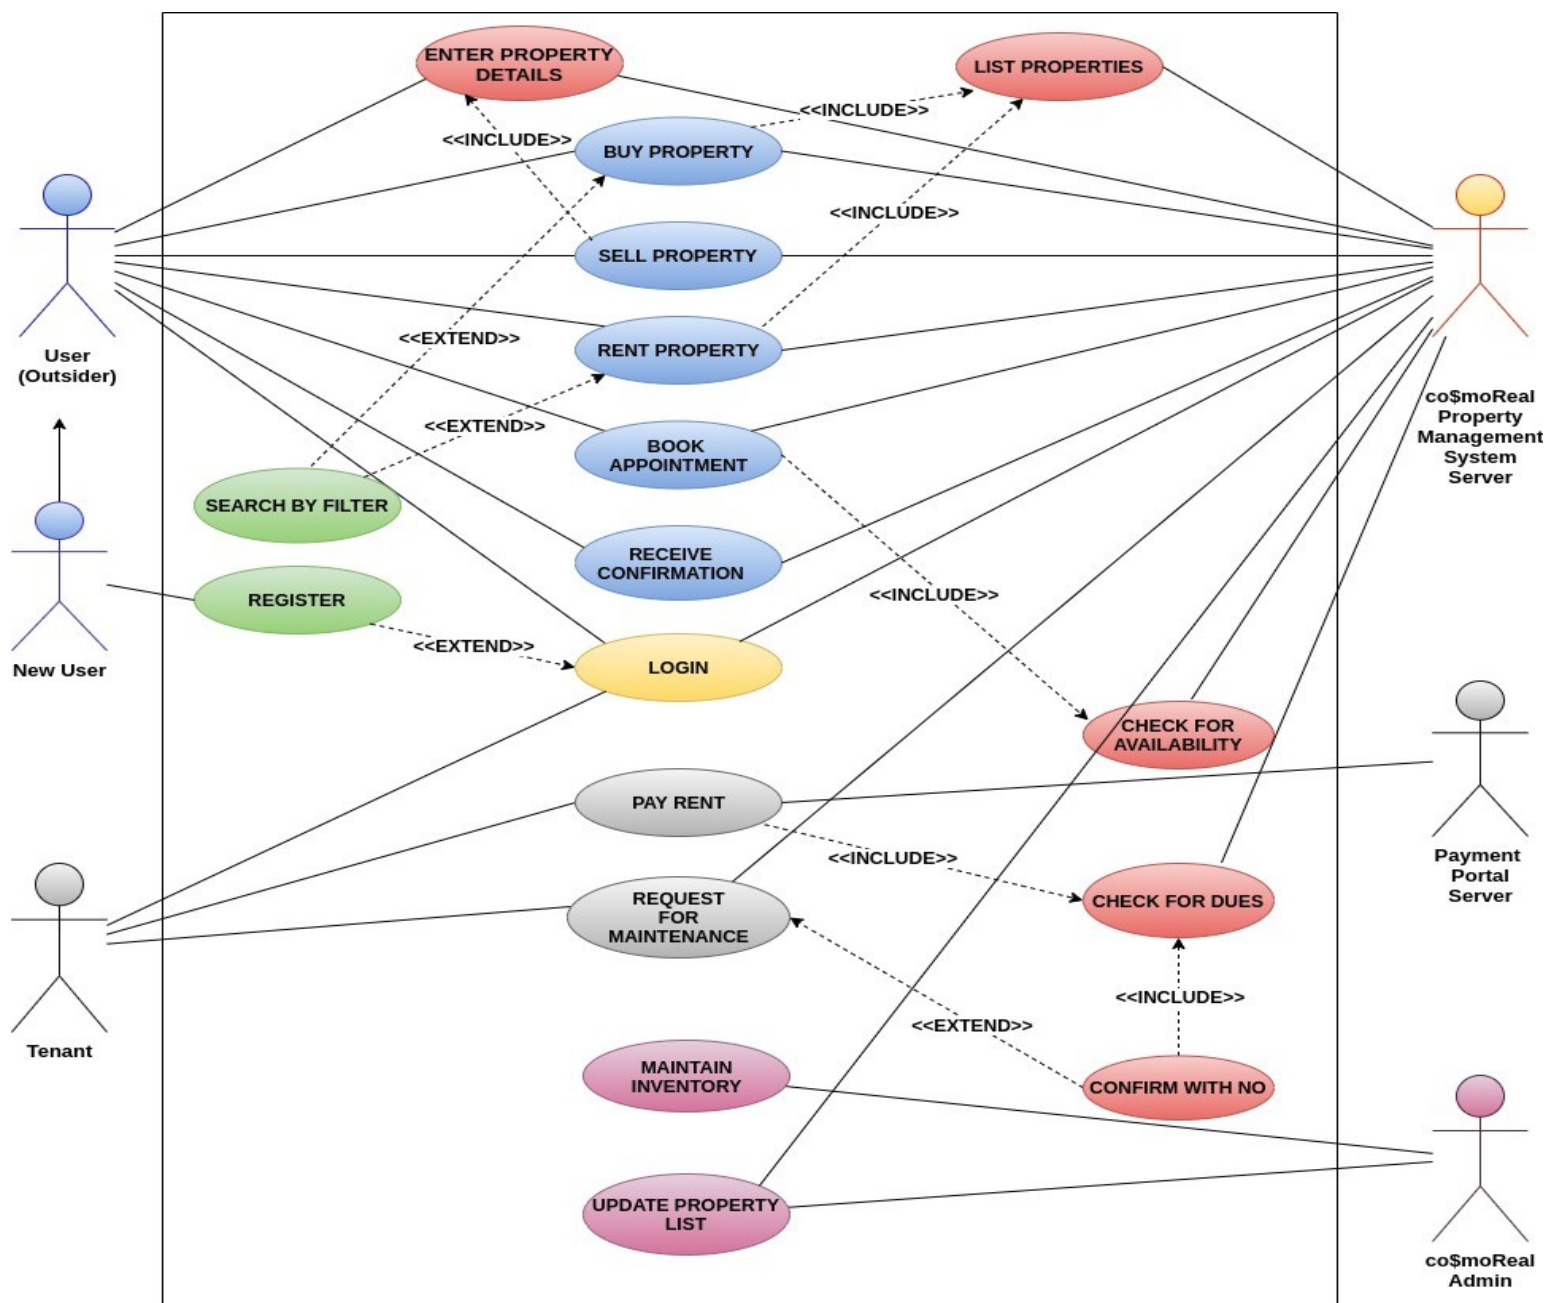 ENTER PROPERTY
DETAILS
LIST PROPERTIES
<<INCLUDE>>
<<INCLUDE>>
BUY PROPERTY
<<INCLUDE>>
SELL PROPERTY
<<EXTEND>>
RENT PROPERTY
User
(Outsider)
co$moReal
Property
Management
System
Server
<<EXTEND>>
BOOK
APPOINTMENT
SEARCH BY FILTER
RECEIVE
CONFIRMATION
<<INCLUDE>>
REGISTER
<<EXTEND>>
New User
LOGIN
CHECK FOR
AVAILABILITY
PAY RENT
<<INCLUDE>>
Payment
Portal
Server
REQUEST
FOR
MAINTENANCE
CHECK FOR DUES
<<INCLUDE>>
<<EXTEND>>
Tenant
MAINTAIN
INVENTORY
CONFIRM WITH NO
UPDATE PROPERTY
LIST
co$moReal
Admin